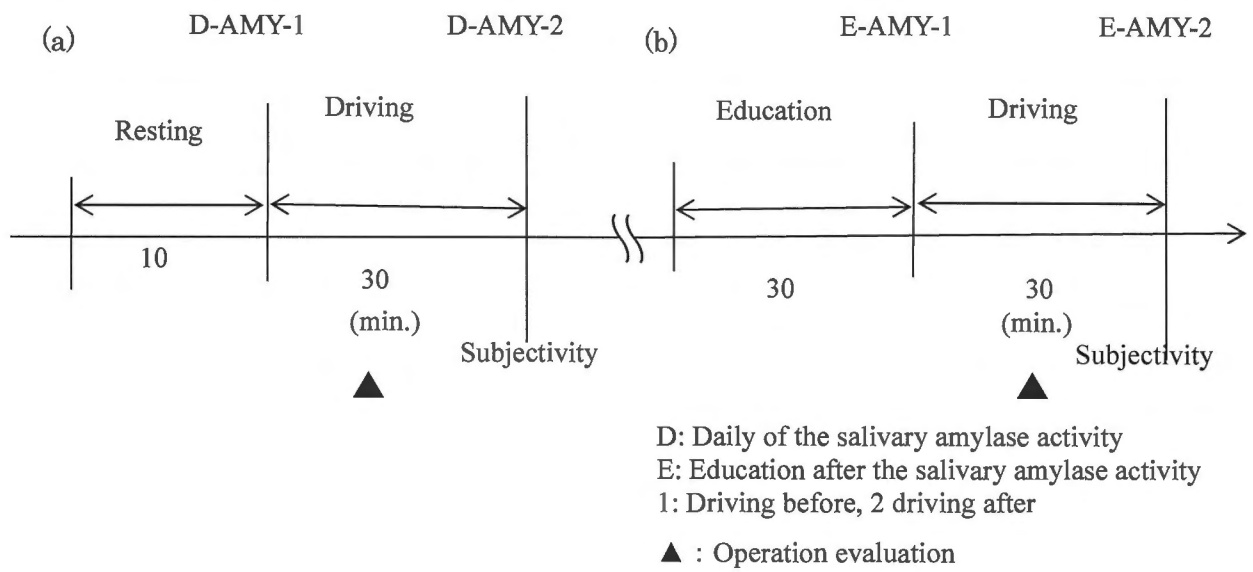 (a) D-AMY-1 D-AMY-2 (b) E-AMY-1 E-AMY-2
Resting Driving Education Driving
10 30 30 30
(min.) (min.)
Subjectivity Subjectivity
▲ ▲
D: Daily of the salivary amylase activity
E: Education after the salivary amylase activity
1: Driving before, 2 driving after
▲ : Operation evaluation